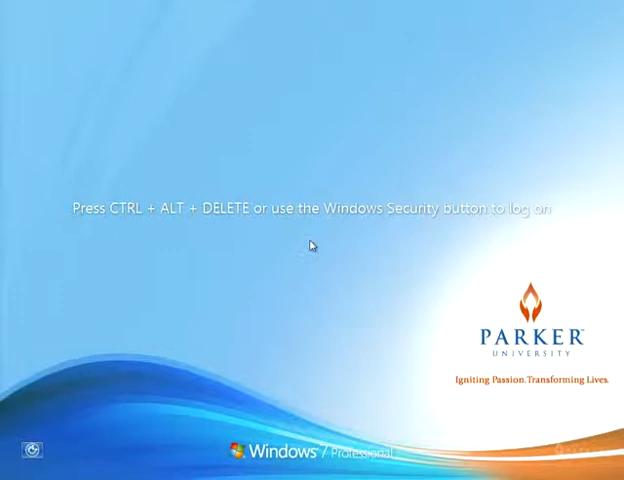 Press CTRL + ALT + DELETE or use the Windows Security button to log on
PARKER
UNIVERSITY
Igniting Passion.Transforming Lives.
Windows 7 Professional